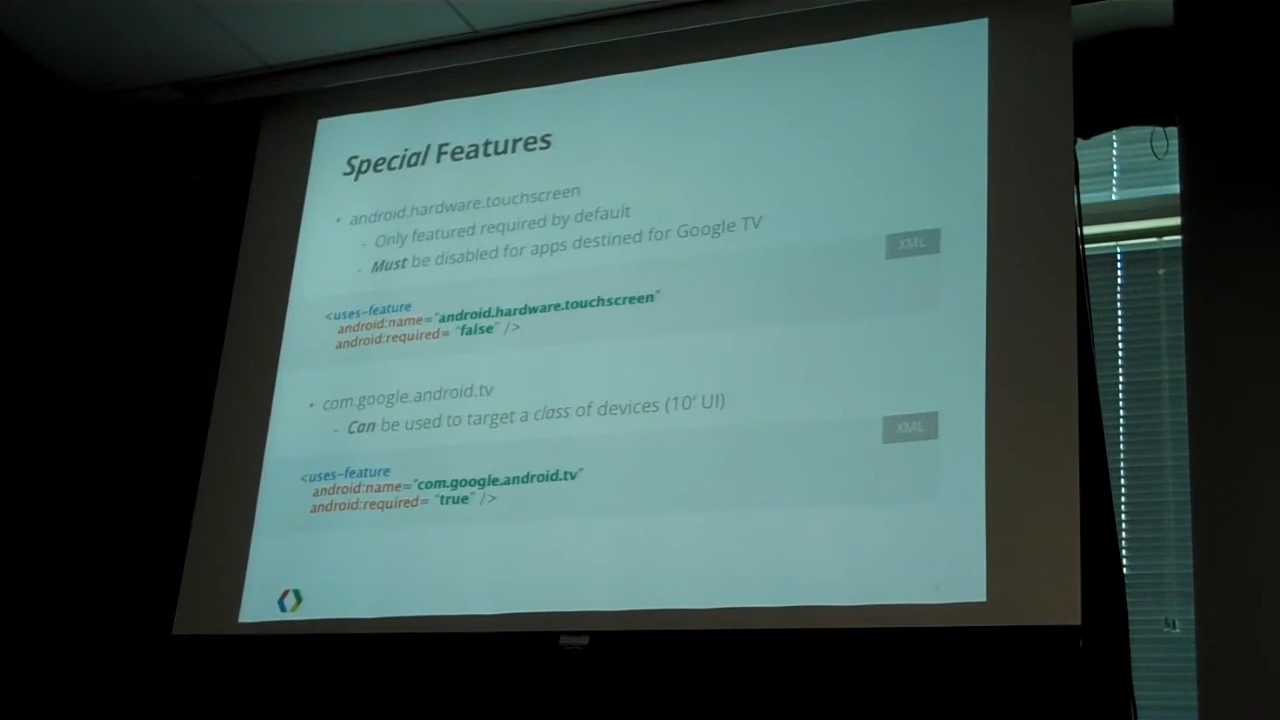 Special Features
• android.hardware.touchscreen
- Only featured required by default
- Must be disabled for apps destined for Google TV
XML
<uses-feature
android:name="android.hardware.touchscreen"
android:required= "false" />
• com.google.android.tv
- Can be used to target a class of devices (10' UI)
XML
<uses-feature
android:name="com.google.android.tv"
android:required= "true" />